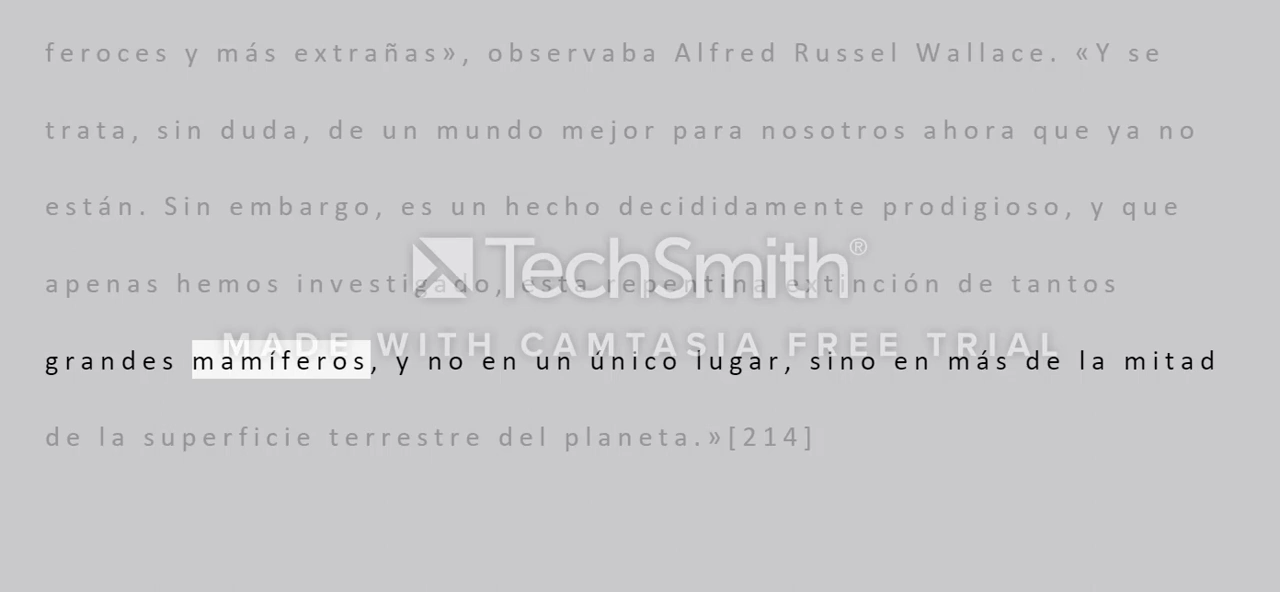 feroces y más extrañas», observaba Alfred Russel Wallace. «Y se
trata, sin duda, de un mundo mejor para nosotros ahora que ya no
están. Sin embargo, es un hecho decididamente prodigioso, y que
TechSmith®
apenas hemos investigado, esta repentina extinción de tantos
MADE WITH CAMTASIA FREE TRIAL
grandes mamíferos, y no en un único lugar, sino en más de la mitad
de la superficie terrestre del planeta.»[214]